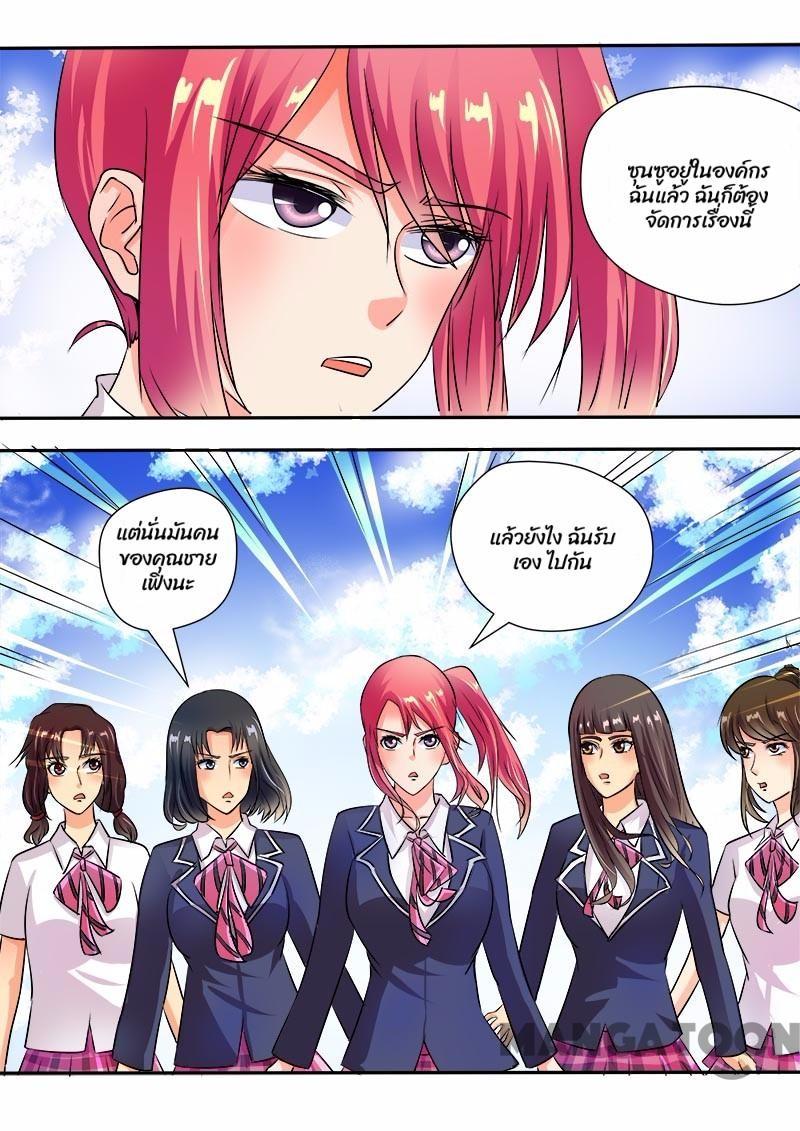 ซนซูอยู่ในองค์กร
ฉันแล้ว ฉันก็ต้อง
จัดการเรื่องนี้
แต่นั่นมันคน
ของคุณชาย
เฟิงนะ
แล้วยังไง ฉันรับ
เอง ไปกัน
MANGATOON